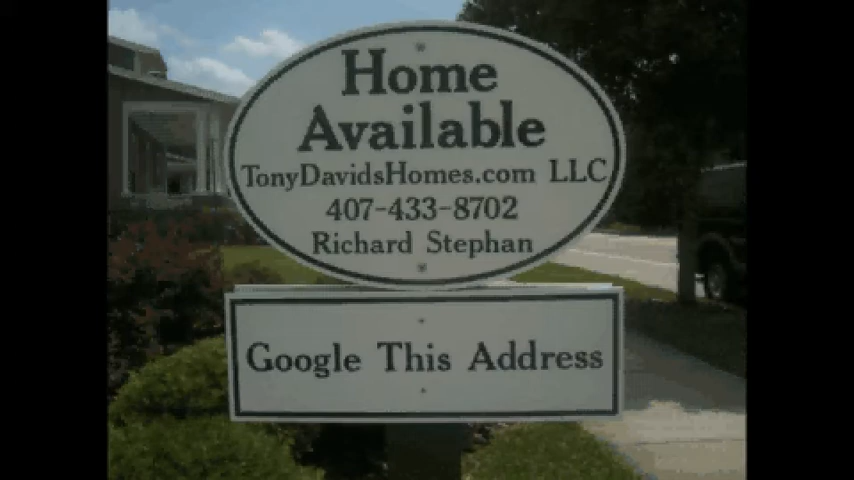 Home
Available
TonyDavidsHomes.com LLC
407-433-8702
Richard Stephan
Google This Address